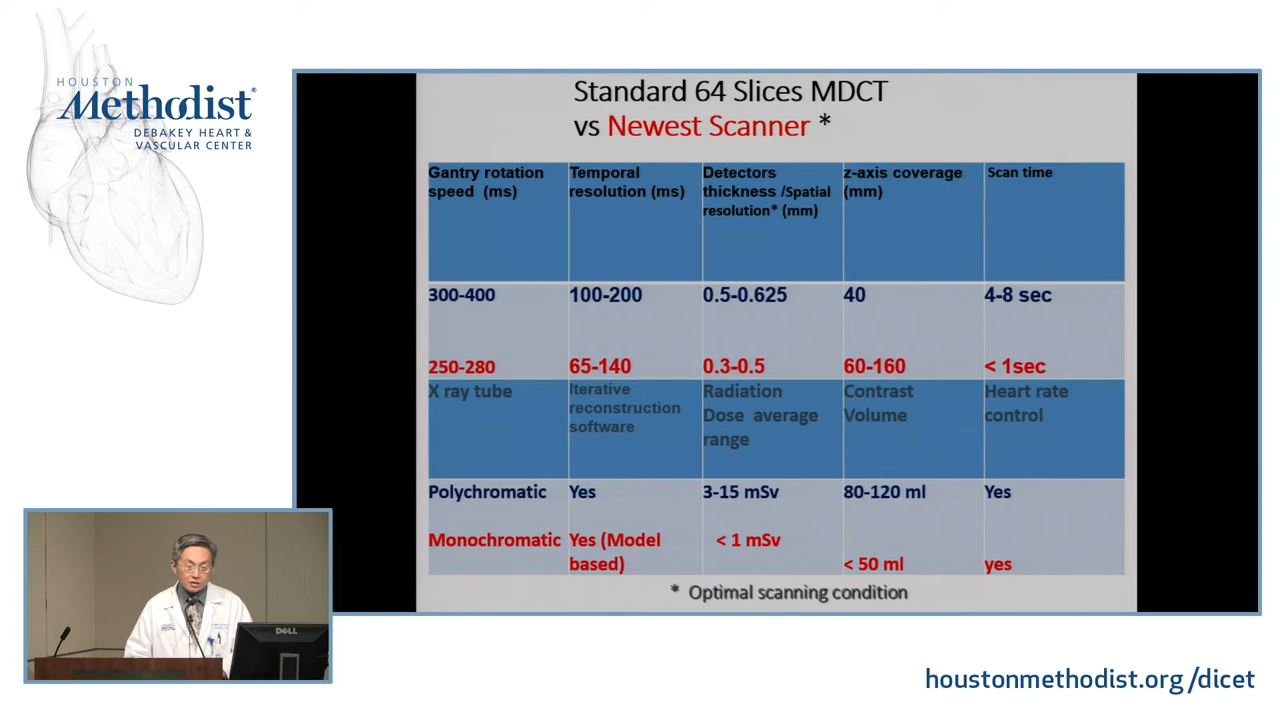 HOUSTON
Methodist®
DEBAKEY HEART &
VASCULAR CENTER
Standard 64 Slices MDCT
vs Newest Scanner *
Gantry rotation
speed (ms)
Temporal
resolution (ms)
Detectors
thickness /Spatial
resolution* (mm)
z-axis coverage
(mm)
Scan time
300-400
100-200
0.5-0.625
40
4-8 sec
250-280
65-140
0.3-0.5
60-160
< 1sec
X ray tube
Iterative
reconstruction
software
Radiation
Dose average
range
Contrast
Volume
Heart rate
control
Polychromatic
Yes
3-15 mSv
80-120 ml
Yes
Monochromatic
Yes (Model
based)
< 1 mSv
< 50 ml
yes
* Optimal scanning condition
DELL
houstonmethodist.org/dicet